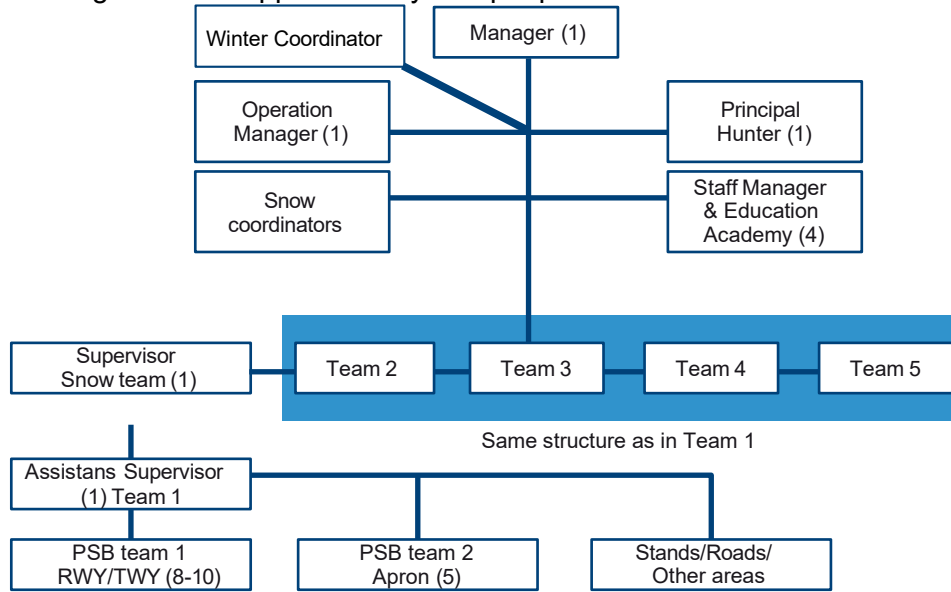 Winter Coordinator
Manager (1)
Operation
Manager (1)
Principal
Hunter (1)
Snow
coordinators
Staff Manager
& Education
Academy (4)
Supervisor
Snow team (1)
Team 2
Team 3
Team 4
Team 5
Same structure as in Team 1
Assistans Supervisor
(1) Team 1
PSB team 1
RWY/TWY (8-10)
PSB team 2
Apron (5)
Stands/Roads/
Other areas